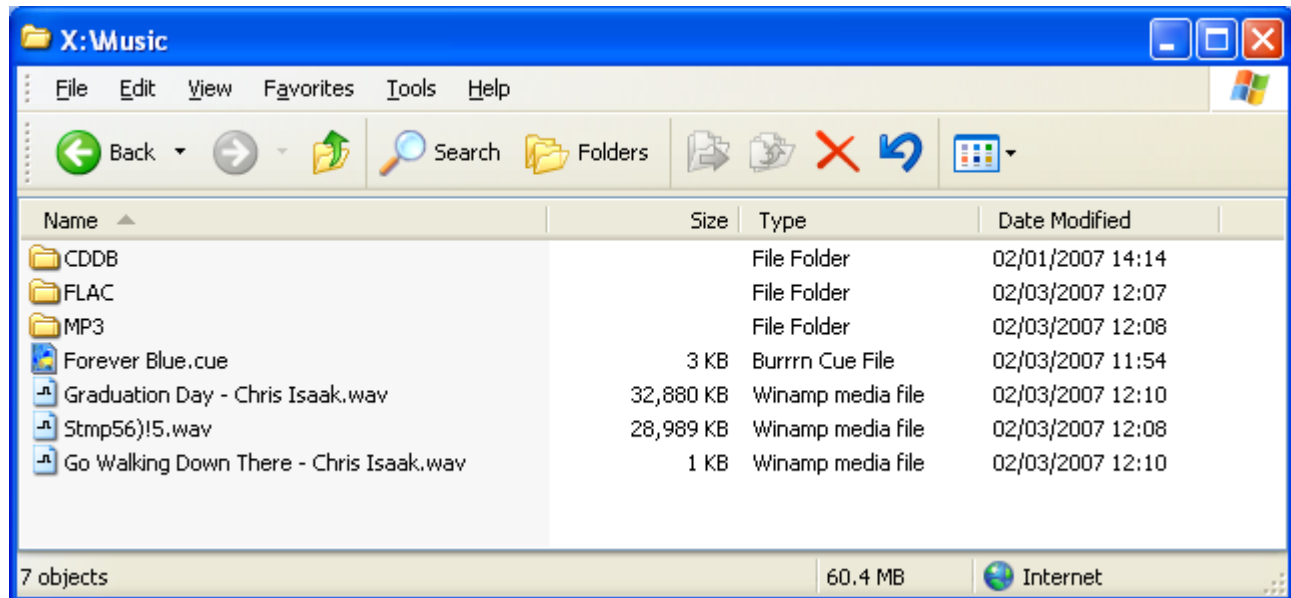 X:\Music
File Edit View Favorites Tools Help
Back Search Folders
Name Size Type Date Modified
CDDB File Folder 02/01/2007 14:14
FLAC File Folder 02/03/2007 12:07
MP3 File Folder 02/03/2007 12:08
Forever Blue.cue 3 KB Burrrn Cue File 02/03/2007 11:54
Graduation Day - Chris Isaak.wav 32,880 KB Winamp media file 02/03/2007 12:10
Stmp56)!5.wav 28,989 KB Winamp media file 02/03/2007 12:08
Go Walking Down There - Chris Isaak.wav 1 KB Winamp media file 02/03/2007 12:10
7 objects 60.4 MB Internet